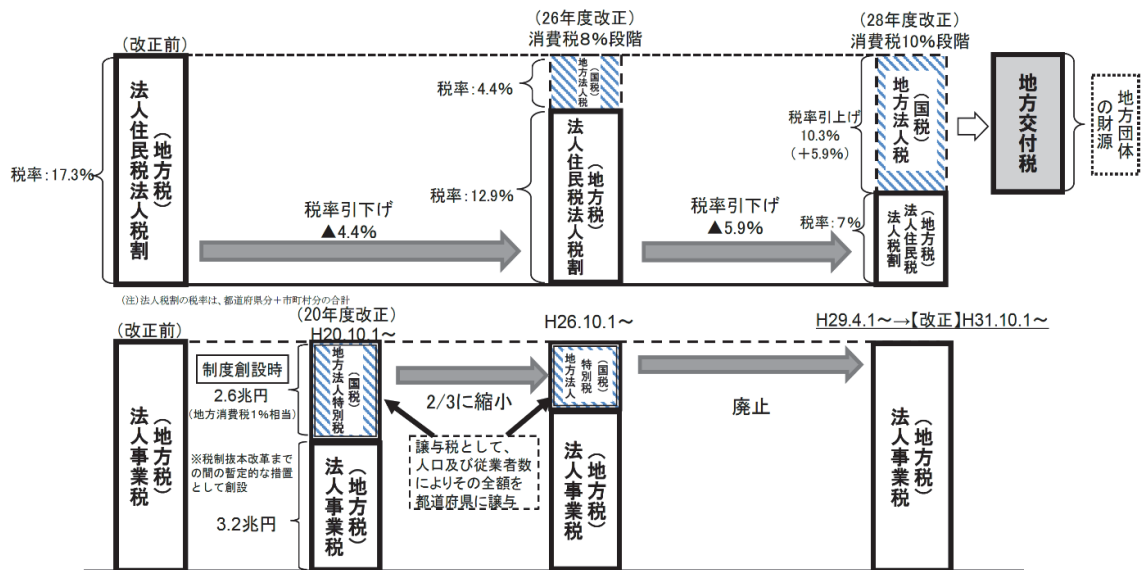 (改正前)
(26年度改正)
消費税8%段階
(28年度改正)
消費税10%段階
税率:17.3%
法人住民税法人税割
(地方税)
税率:4.4%
地方法人税
(国税)
税率:12.9%
法人住民税法人税割
(地方税)
税率引下げ
▲4.4%
税率引下げ
▲5.9%
税率引上げ
10.3%
(+5.9%)
地方法人税
(国税)
税率:7%
(地方税)
法人住民税
法人税割
地方交付税
地方団体
の財源
(注)法人税割の税率は、都道府県分+市町村分の合計
(改正前)
(20年度改正)
H20.10.1~
H26.10.1~
H29.4.1~→【改正】H31.10.1~
法人事業税
(地方税)
制度創設時
2.6兆円
(地方消費税1%相当)
地方法人特別税
(国税)
※税制抜本改革まで
の間の暫定的な措置
として創設
3.2兆円
法人事業税
(地方税)
2/3に縮小
譲与税として、
人口及び従業者数
によりその全額を
都道府県に譲与
(国税)
特別税
地方法人
法人事業税
(地方税)
廃止
法人事業税
(地方税)